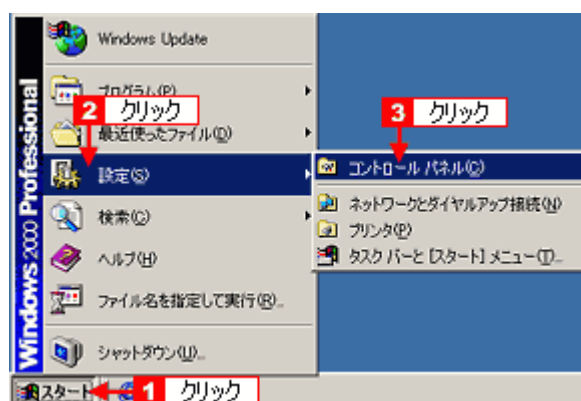 Windows 2000 Professional
Windows Update
プログラム(P)
2 クリック
最近使ったファイル(D)
設定(S)
検索(C)
ヘルプ(H)
ファイル名を指定して実行(R)...
シャットダウン(U)...
3 クリック
コントロール パネル(C)
ネットワークとダイヤルアップ接続(N)
プリンタ(P)
タスク バーと [スタート] メニュー(T)...
スタート
1 クリック